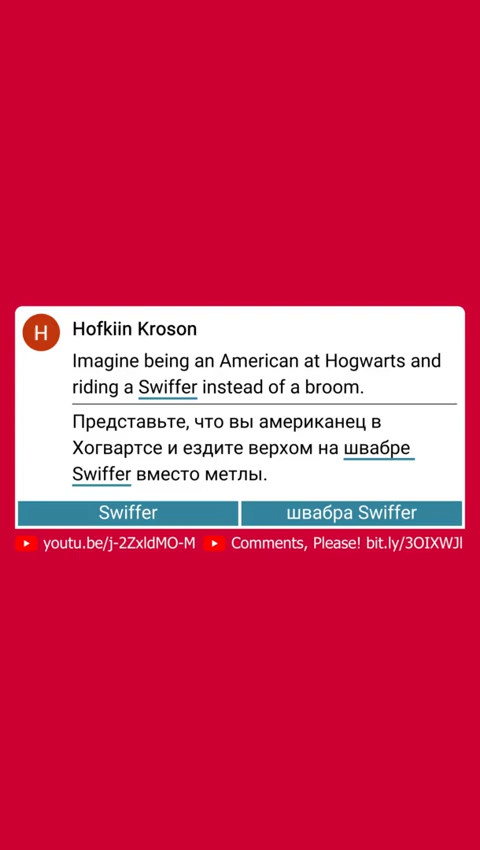 H
Hofkiin Kroson
Imagine being an American at Hogwarts and
riding a Swiffer instead of a broom.
Представьте, что вы американец в
Хогвартсе и ездите верхом на швабре
Swiffer вместо метлы.
Swiffer
швабра Swiffer
youtu.be/j-2ZxldMO-M
Comments, Please! bit.ly/3OIXWJl